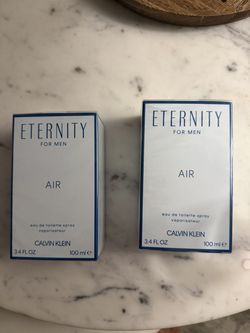 ETERNITY
FOR MEN
AIR
eau de toilette spray
vaporisateur
CALVIN KLEIN
3.4 FL OZ 100 ml ℮
ETERNITY
FOR MEN
AIR
eau de toilette spray
vaporisateur
CALVIN KLEIN
3.4 FL OZ 100 ml ℮